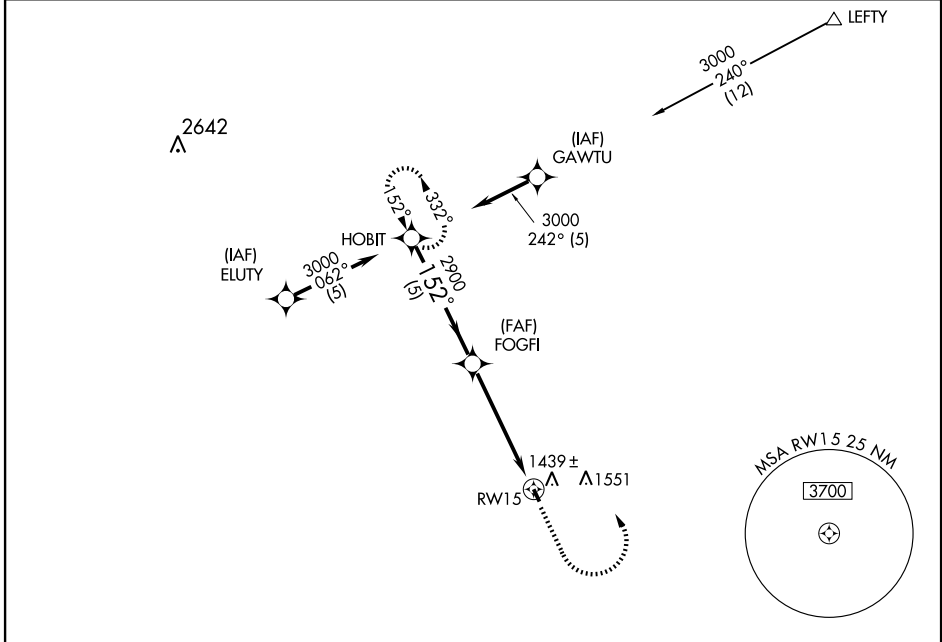 LEFTY
3000
240°
(12)
2642
(IAF)
GAWTU
3000
242° (5)
152°
332°
HOBIT
(IAF)
ELUTY
3000
062°
(5)
2900
152°
(5)
(FAF)
FOGFI
1439 ±
1551
RW15
MSA RW15 25 NM
3700